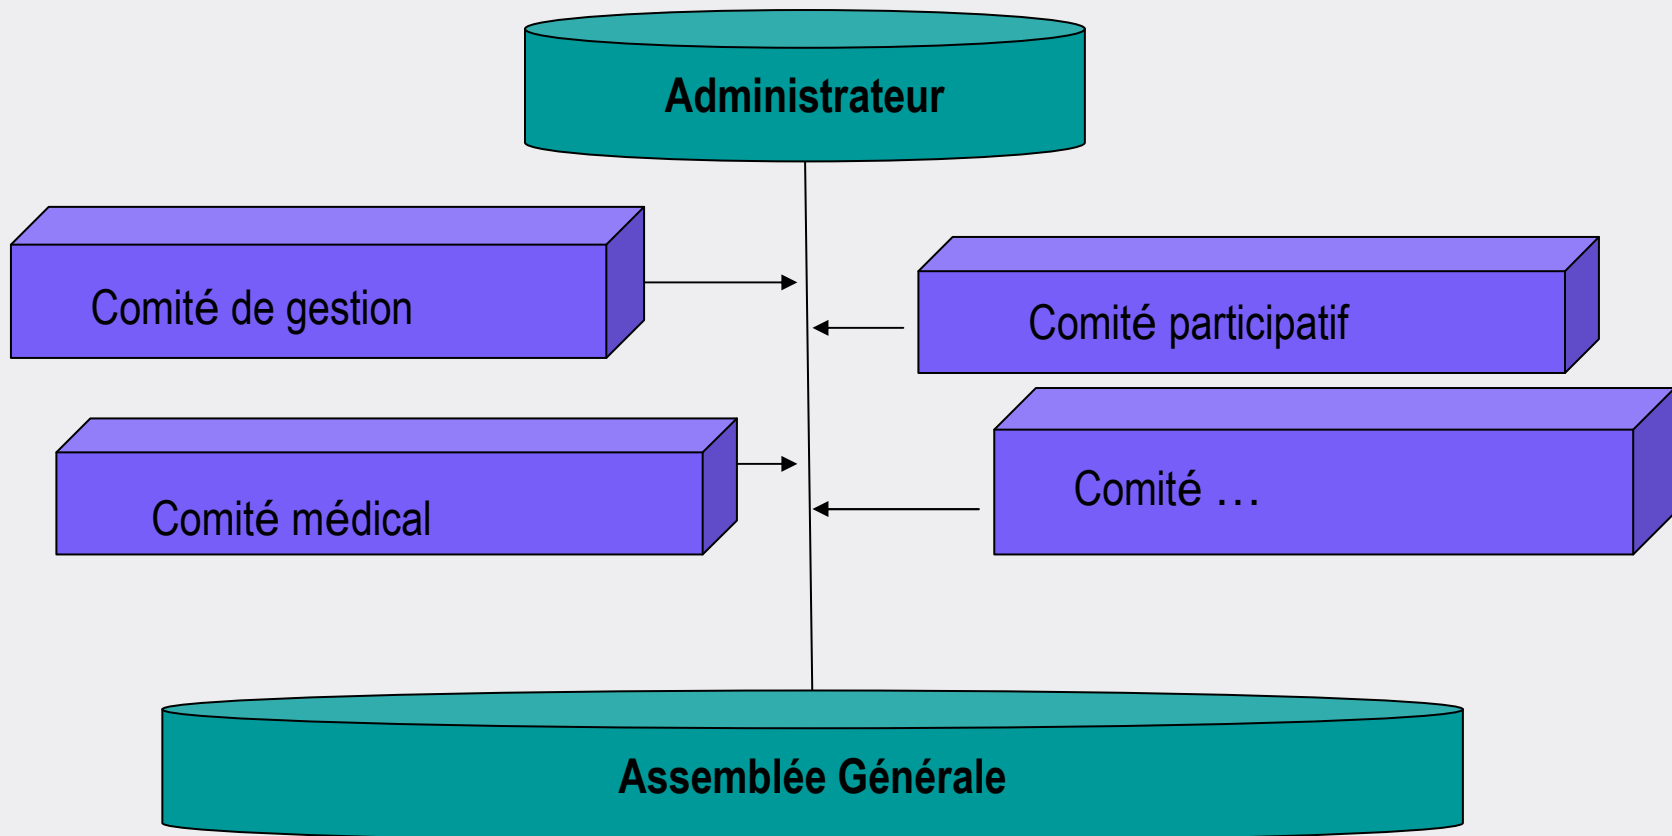 Administrateur
Comité de gestion
Comité participatif
Comité médical
Comité …
Assemblée Générale